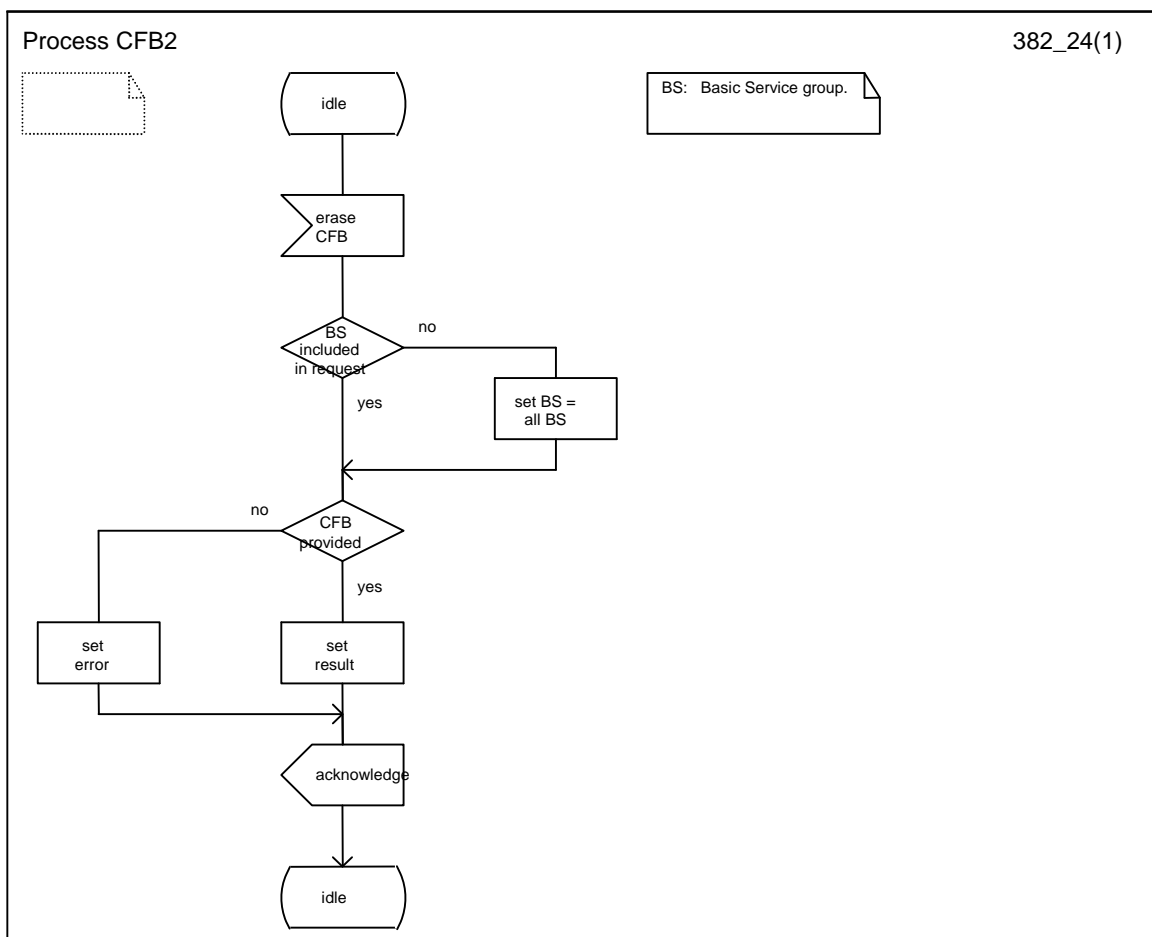 Process CFB2
382_24(1)
idle
BS: Basic Service group.
erase
CFB
BS
included
in request
no
yes
set BS =
all BS
no
CFB
provided
yes
set
error
set
result
acknowledge
idle